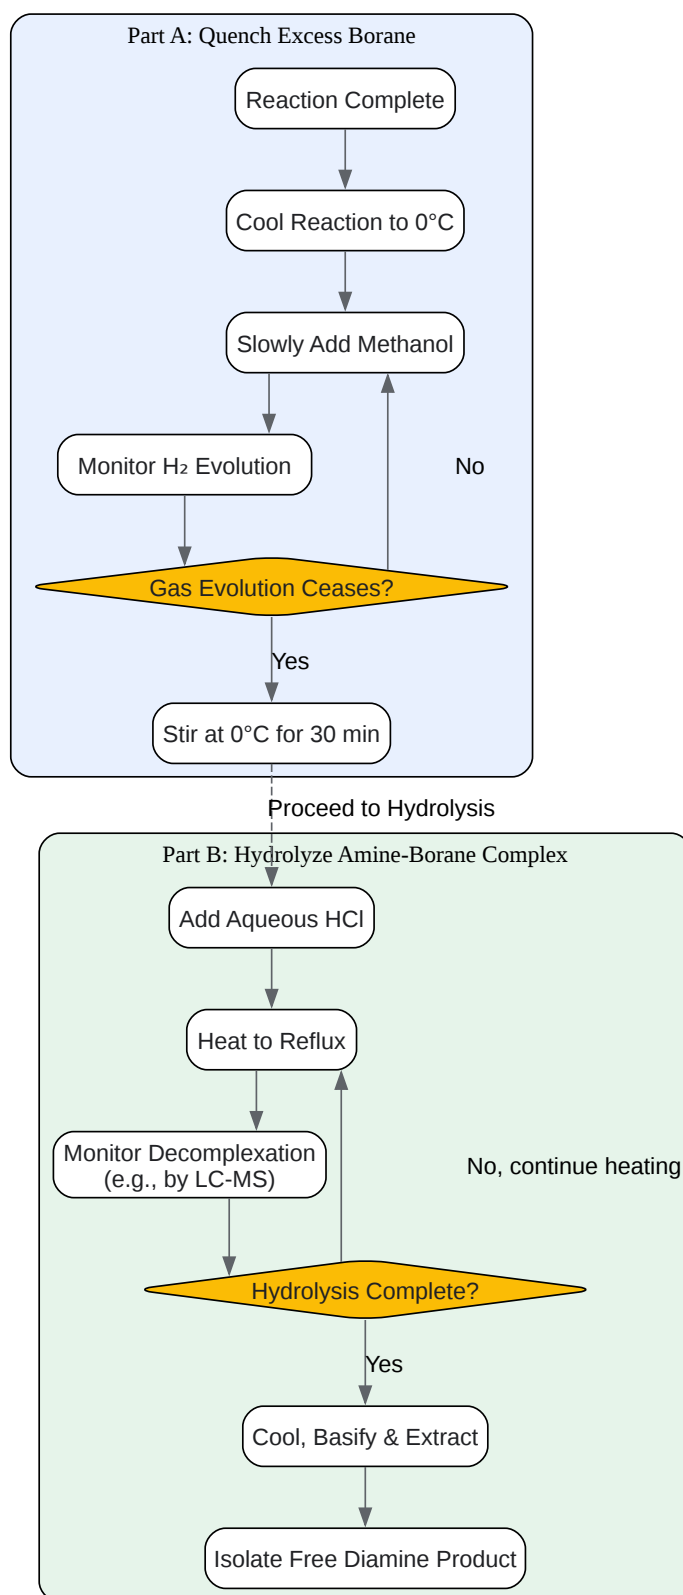 Part A: Quench Excess Borane
Reaction Complete
Cool Reaction to 0°C
Slowly Add Methanol
Monitor H₂ Evolution
No
Gas Evolution Ceases?
Yes
Stir at 0°C for 30 min
Proceed to Hydrolysis
Part B: Hydrolyze Amine-Borane Complex
Add Aqueous HCl
Heat to Reflux
Monitor Decomplexation
(e.g., by LC-MS)
No, continue heating
Hydrolysis Complete?
Yes
Cool, Basify & Extract
Isolate Free Diamine Product